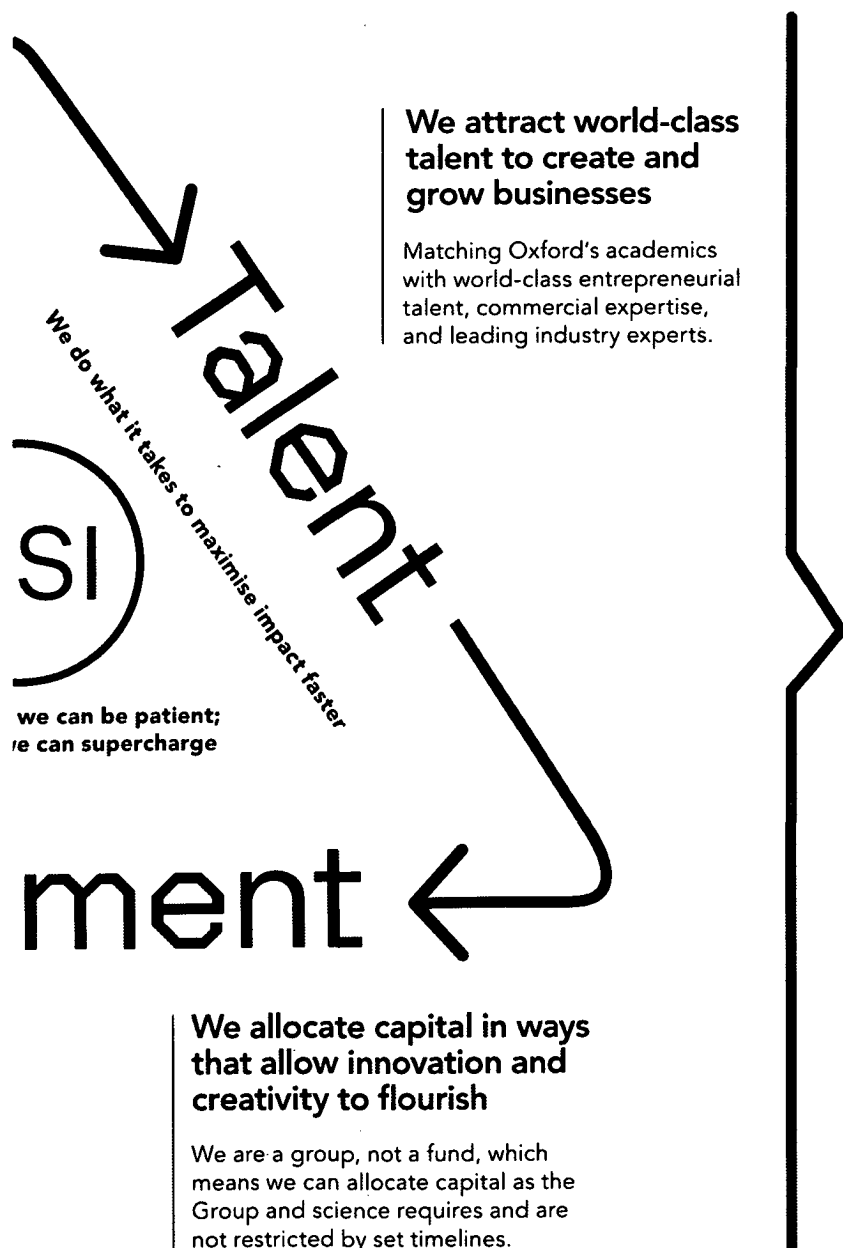 We attract world-class
talent to create and
grow businesses
Matching Oxford's academics
with world-class entrepreneurial
talent, commercial expertise,
and leading industry experts.
Talent
We do what it takes to maximise impact faster
SI
we can be patient;
we can supercharge
ment
We allocate capital in ways
that allow innovation and
creativity to flourish
We are a group, not a fund, which
means we can allocate capital as the
Group and science requires and are
not restricted by set timelines.